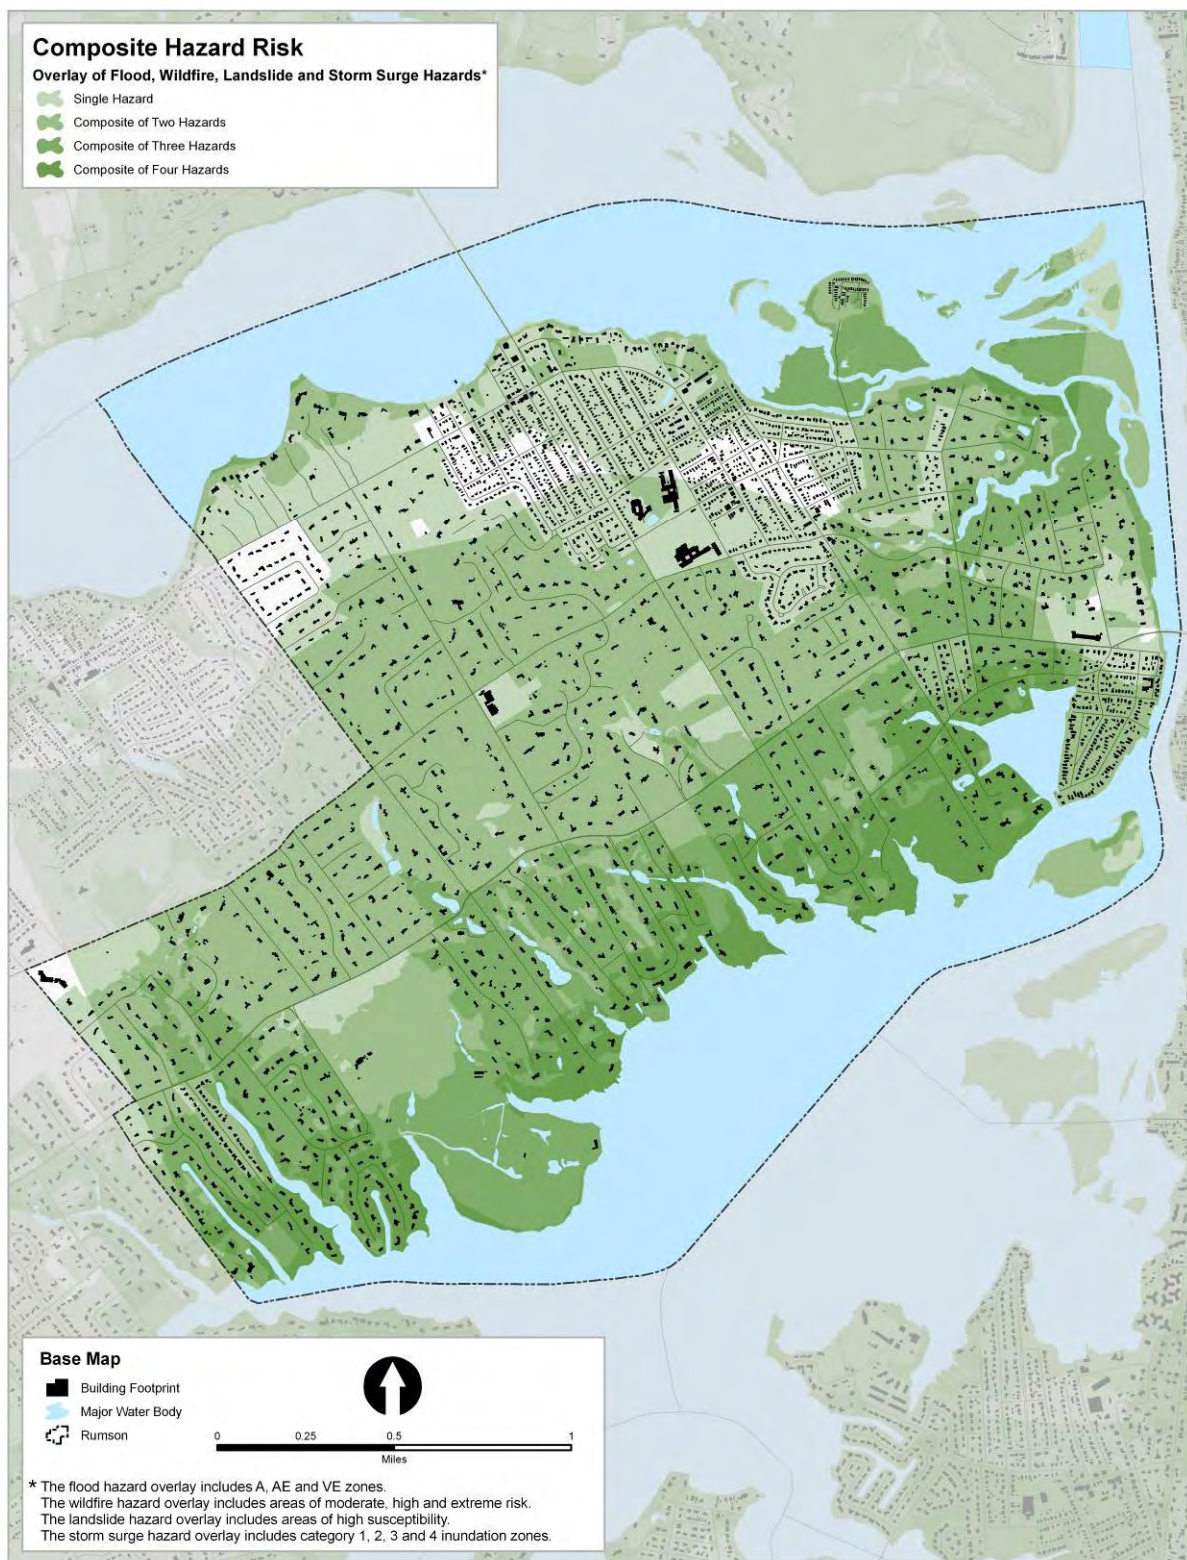 Composite Hazard Risk
Overlay of Flood, Wildfire, Landslide and Storm Surge Hazards*
Single Hazard
Composite of Two Hazards
Composite of Three Hazards
Composite of Four Hazards
Base Map
Building Footprint
Major Water Body
Rumson
0 0.25 0.5 1
Miles
* The flood hazard overlay includes A, AE and VE zones.
The wildfire hazard overlay includes areas of moderate, high and extreme risk.
The landslide hazard overlay includes areas of high susceptibility.
The storm surge hazard overlay includes category 1, 2, 3 and 4 inundation zones.